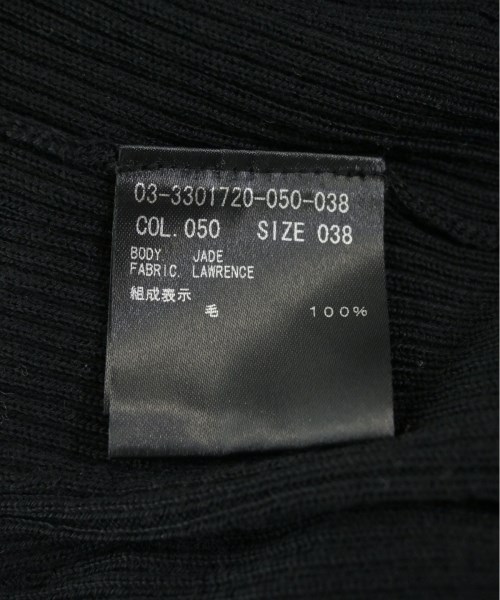 03-3301720-050-038
COL.050 SIZE 038
BODY. JADE
FABRIC. LAWRENCE
組成表示
毛 100%